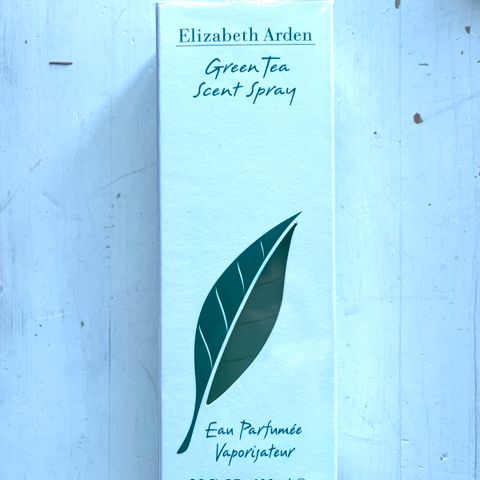 Elizabeth Arden
Green Tea
Scent Spray
Eau Parfumée
Vaporisateur